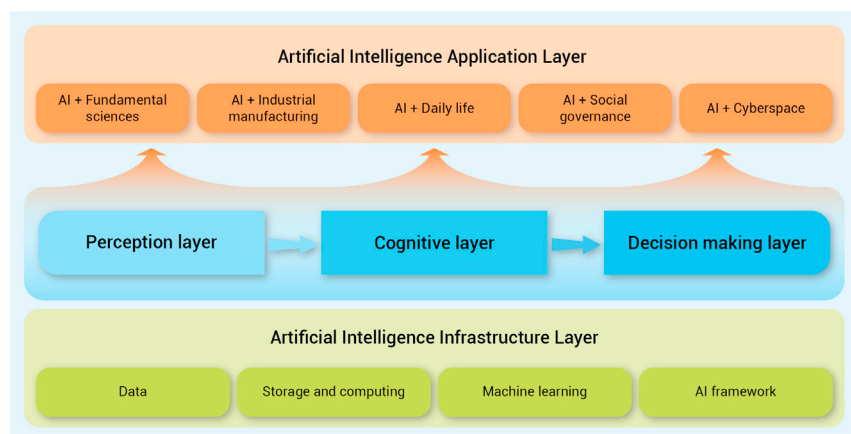 Artificial Intelligence Application Layer
AI + Fundamental
sciences
AI + Industrial
manufacturing
AI + Daily life
AI + Social
governance
AI + Cyberspace
Perception layer
Cognitive layer
Decision making layer
Artificial Intelligence Infrastructure Layer
Data
Storage and computing
Machine learning
AI framework